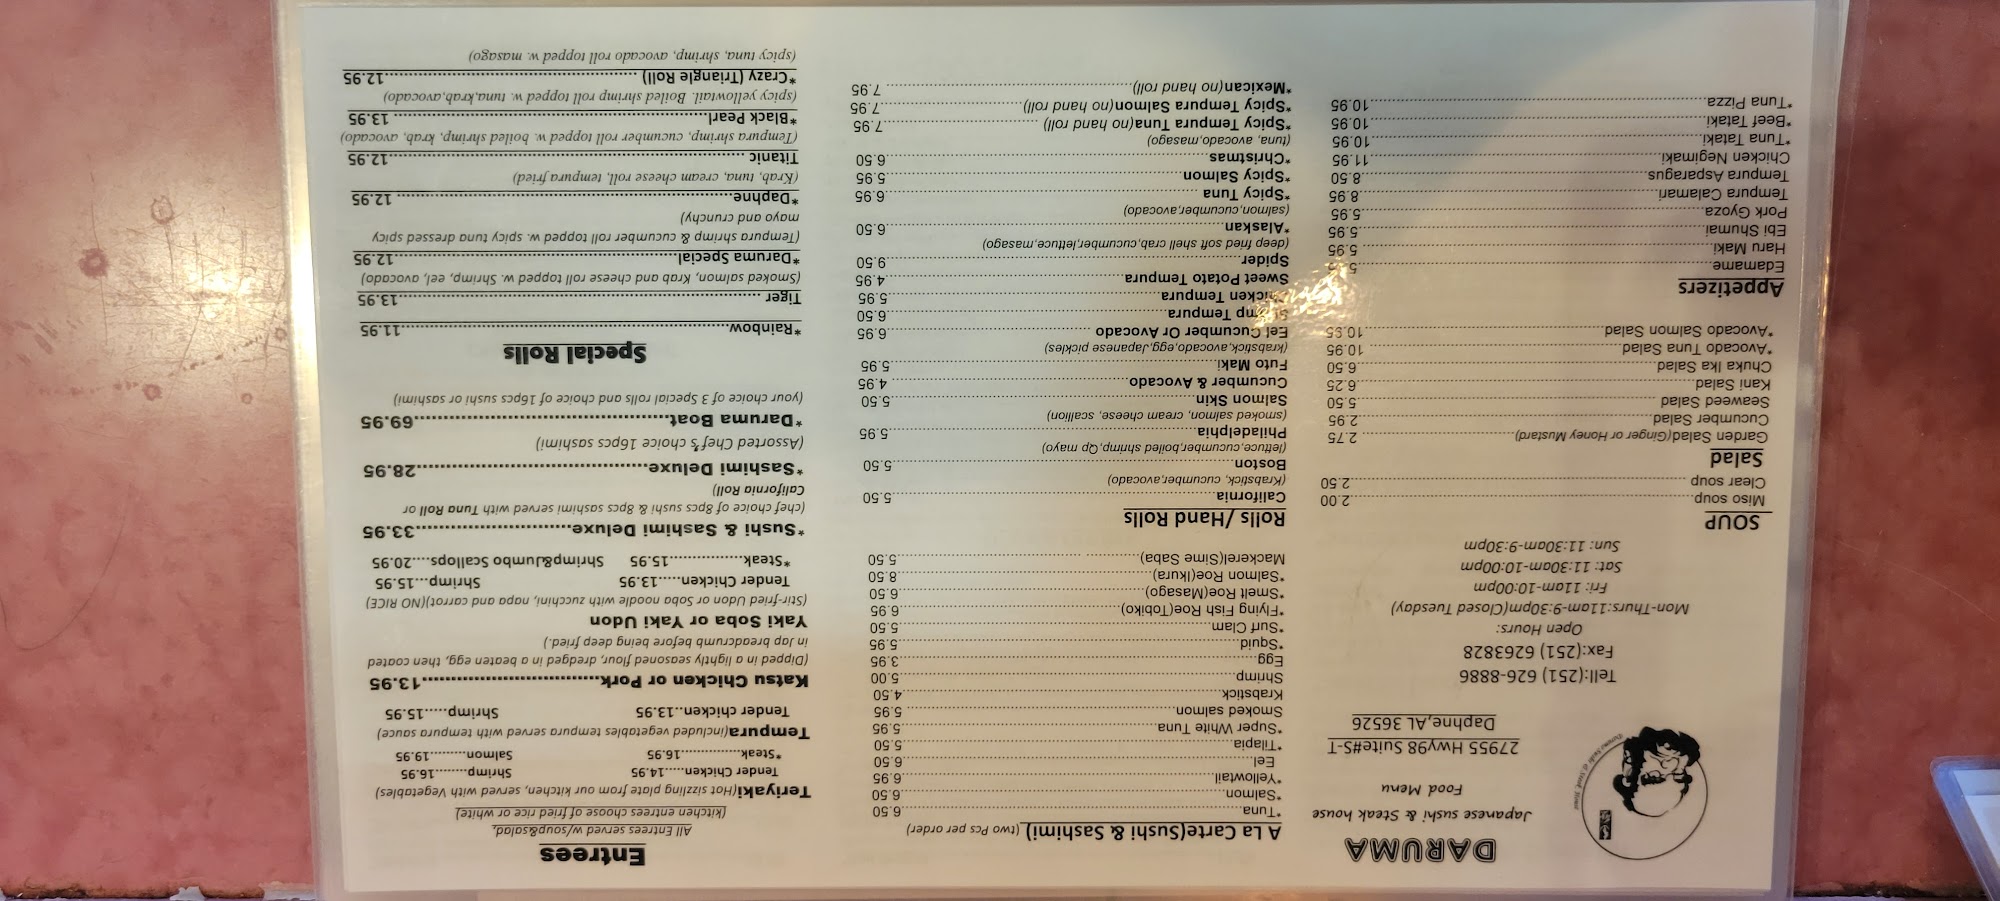 DARUMA
Japanese sushi & Steak house
Food Menu
27955 Hwy98 Suite#S-T
Daphne,AL 36526
Tell:(251) 626-8886
Fax:(251) 6263828
Open Hours:
Mon-Thurs:11am-9:30pm(Closed Tuesday)
Fri: 11am-10:00pm
Sat: 11:30am-10:00pm
Sun: 11:30am-9:30pm
SOUP
Miso soup 2.00
Clear soup 2.50
Salad
Garden Salad(Ginger or Honey Mustard) 2.75
Cucumber Salad 2.95
Seaweed Salad 5.50
Kani Salad 6.25
Chuka Ika Salad 6.50
*Avocado Tuna Salad 10.95
*Avocado Salmon Salad 10.95
Appetizers
Edamame
Haru Maki 5.95
Ebi Shumai 5.95
Pork Gyoza 5.95
Tempura Calamari 8.95
Tempura Asparagus 8.50
Chicken Negimaki 11.95
*Tuna Tataki 10.95
*Beef Tataki 10.95
*Tuna Pizza 10.95
A La Carte(Sushi & Sashimi) (two Pcs per order)
*Tuna 6.50
*Salmon 6.50
*Yellowtail 6.95
Eel 6.50
*Tilapia 5.50
*Super White Tuna 5.95
Smoked salmon 5.95
Krabstick 4.50
Shrimp 5.00
Egg 3.95
*Squid 5.95
*Surf Clam 5.50
*Flying Fish Roe(Tobiko) 6.95
*Smelt Roe(Masago) 6.50
*Salmon Roe(Ikura) 8.50
Mackerel(Sime Saba) 5.50
Rolls /Hand Rolls
California 5.50
(Krabstick, cucumber,avocado)
Boston 5.50
(lettuce,cucumber,boiled shrimp,Qp mayo)
Philadelphia 5.95
(smoked salmon, cream cheese, scallion)
Salmon Skin 5.50
Cucumber & Avocado 4.95
Futo Maki 5.95
(krabstick,avocado,egg,Japanese pickles)
Eel Cucumber Or Avocado 6.95
Shrimp Tempura 6.50
Chicken Tempura 5.95
Sweet Potato Tempura 4.95
Spider 9.50
(deep fried soft shell crab,cucumber,lettuce,masago)
*Alaskan 6.50
(salmon,cucumber,avocado)
*Spicy Tuna 6.95
*Spicy Salmon 5.95
*Christmas 6.50
(tuna, avocado,masago)
*Spicy Tempura Tuna(no hand roll) 7.95
*Spicy Tempura Salmon(no hand roll) 7.95
*Mexican(no hand roll) 7.95
Entrees
All Entrees served w/soup&salad,
(kitchen entrees choose of fried rice or white)
Teriyaki(Hot sizzling plate from our kitchen, served with Vegetables)
Tender Chicken.....14.95 Shrimp........16.95
*Steak..............16.95 Salmon..........19.95
Tempura(included vegetables tempura served with tempura sauce)
Tender chicken..13.95 Shrimp......15.95
Katsu Chicken or Pork 13.95
(Dipped in a lightly seasoned flour, dredged in a beaten egg, then coated
in Jap breadcrumb before being deep fried.)
Yaki Soba or Yaki Udon
(Stir-fried Udon or Soba noodle with zucchini, napa and carrot)(NO RICE)
Tender Chicken.....13.95 Shrimp...15.95
*Steak.............15.95 Shrimp&Jumbo Scallops....20.95
*Sushi & Sashimi Deluxe 33.95
(chef choice of 8pcs sushi & 8pcs sashimi served with Tuna Roll or
California Roll)
*Sashimi Deluxe 28.95
(Assorted Chef's choice 16pcs sashimi)
*Daruma Boat 69.95
(your choice of 3 Special rolls and choice of 16pcs sushi or sashimi)
Special Rolls
*Rainbow 11.95
Tiger 13.95
(Smoked salmon, Krab and cheese roll topped w. Shrimp, eel, avocado)
*Daruma Special 12.95
(Tempura shrimp & cucumber roll topped w. spicy tuna dressed spicy
mayo and crunchy)
*Daphne 12.95
(Krab, tuna, cream cheese roll, tempura fried)
Titanic 12.95
(Tempura shrimp, cucumber roll topped w. boiled shrimp, krab, avocado)
*Black Pearl 13.95
(spicy yellowtail. Boiled shrimp roll topped w. tuna,krab,avocado)
*Crazy (Triangle Roll) 12.95
(spicy tuna, shrimp, avocado roll topped w. masago)